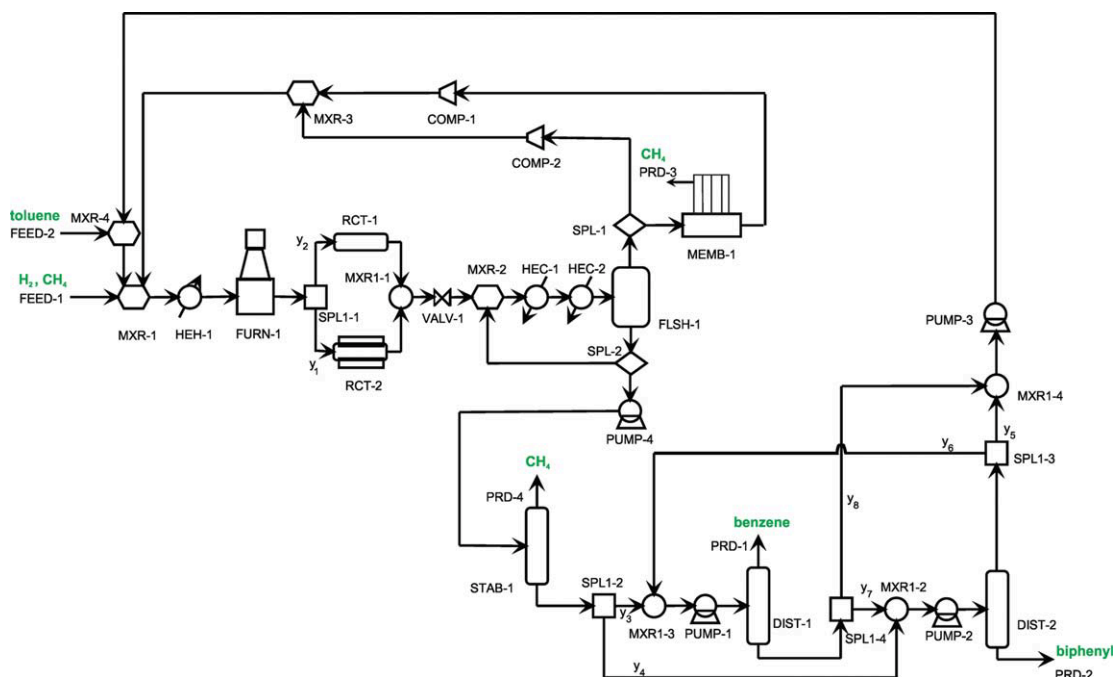 MXR-3
COMP-1
COMP-2
CH₄
PRD-3
MEMB-1
SPL-1
toluene
MXR-4
FEED-2
H₂ , CH₄
FEED-1
MXR-1
HEH-1
FURN-1
SPL1-1
y₂
RCT-1
y₁
RCT-2
MXR1-1
VALV-1
MXR-2
HEC-1
HEC-2
FLSH-1
SPL-2
PUMP-4
PUMP-3
MXR1-4
y₅
y₆
SPL1-3
CH₄
PRD-4
STAB-1
SPL1-2
y₃
y₄
MXR1-3
PUMP-1
benzene
PRD-1
DIST-1
y₈
SPL1-4
y₇
MXR1-2
PUMP-2
DIST-2
biphenyl
PRD-2